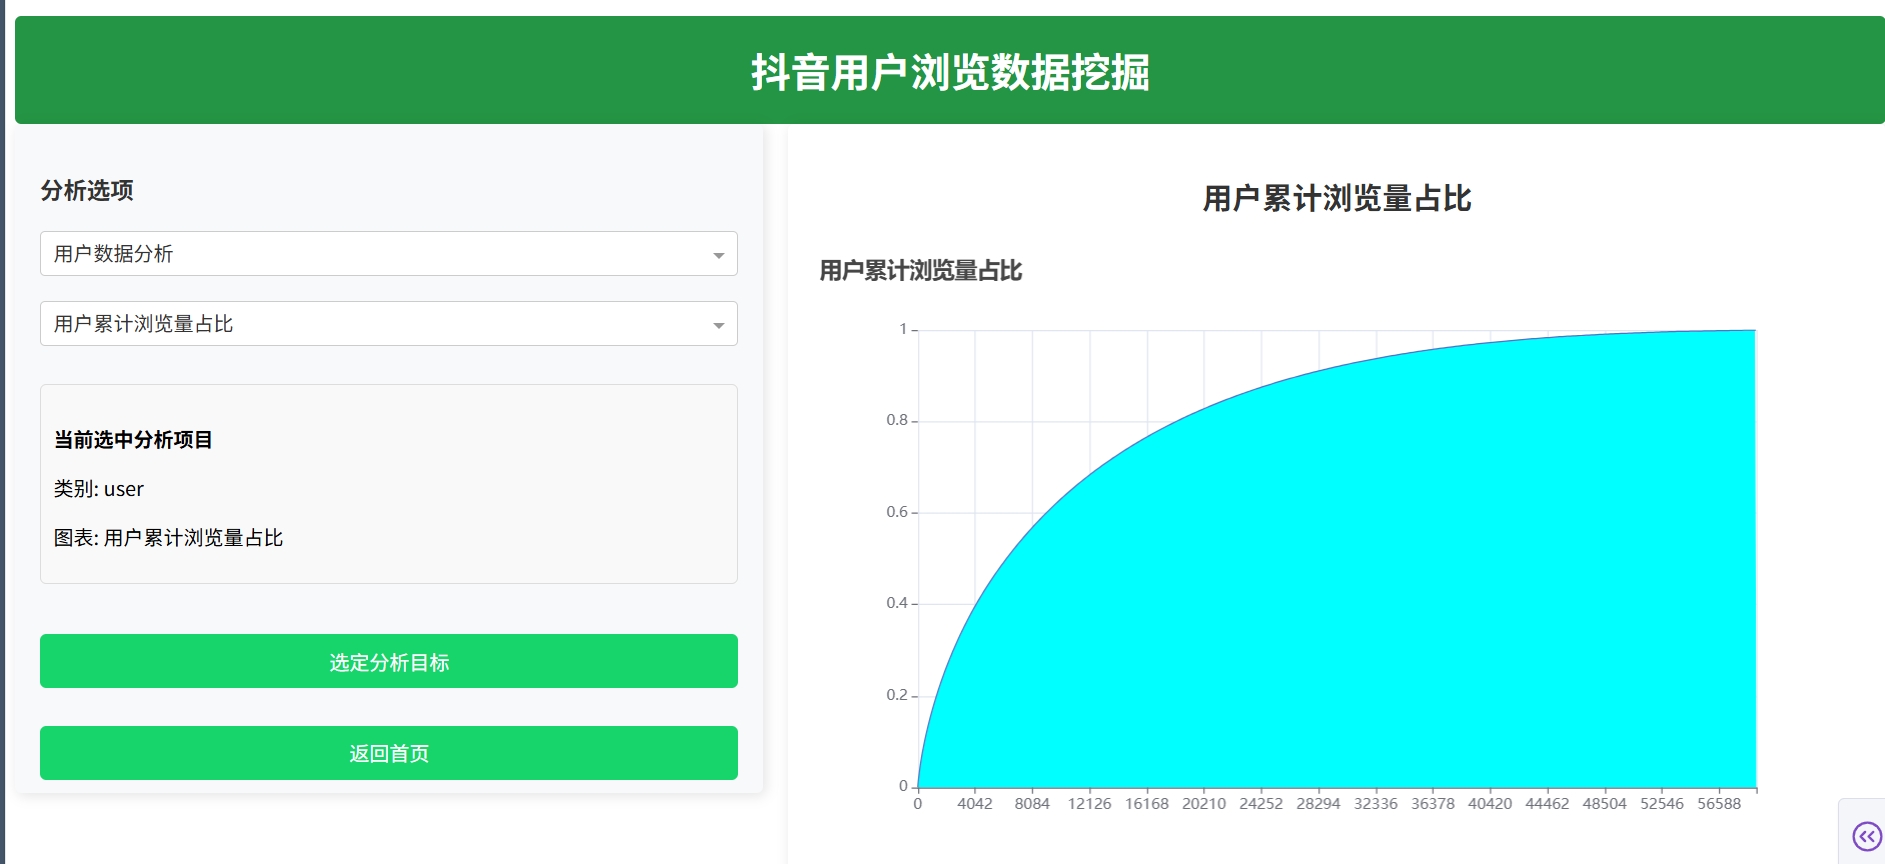 抖音用户浏览数据挖掘
分析选项
用户数据分析
用户累计浏览量占比
当前选中分析项目
类别: user
图表: 用户累计浏览量占比
选定分析目标
返回首页
用户累计浏览量占比
用户累计浏览量占比
1
0.8
0.6
0.4
0.2
0
0 4042 8084 12126 16168 20210 24252 28294 32336 36378 40420 44462 48504 52546 56588